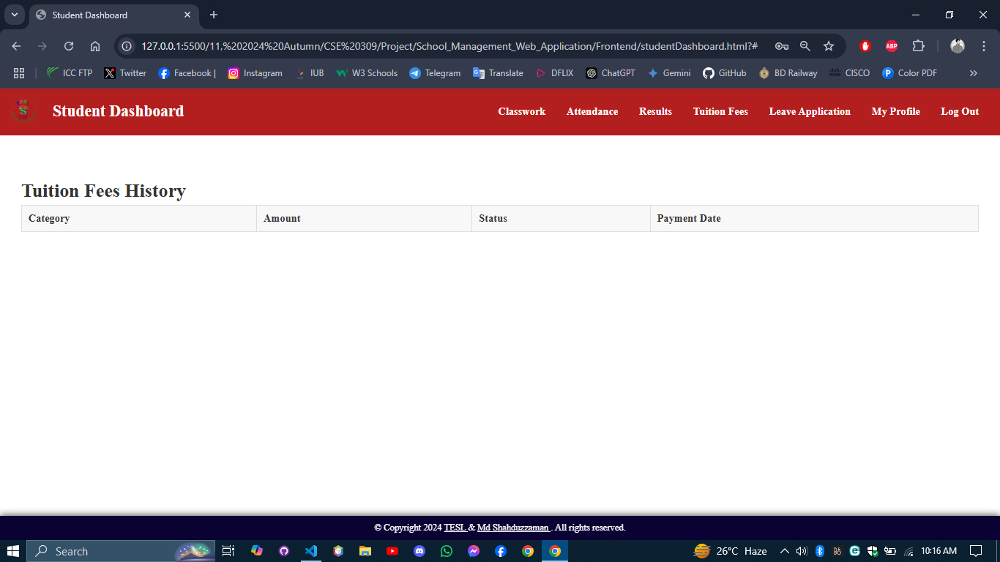 Student Dashboard
127.0.0.1:5500/11,%202024%20Autumn/CSE%20309/Project/School_Management_Web_Application/Frontend/studentDashboard.html?#
ABP
ICC FTP Twitter Facebook | Instagram IUB W3 Schools Telegram Translate DFLIX ChatGPT Gemini GitHub BD Railway CISCO Color PDF
Student Dashboard Classwork Attendance Results Tuition Fees Leave Application My Profile Log Out
Tuition Fees History
Category Amount Status Payment Date
© Copyright 2024 TESL & Md Shahduzzaman . All rights reserved.
Search 26°C Haze 10:16 AM